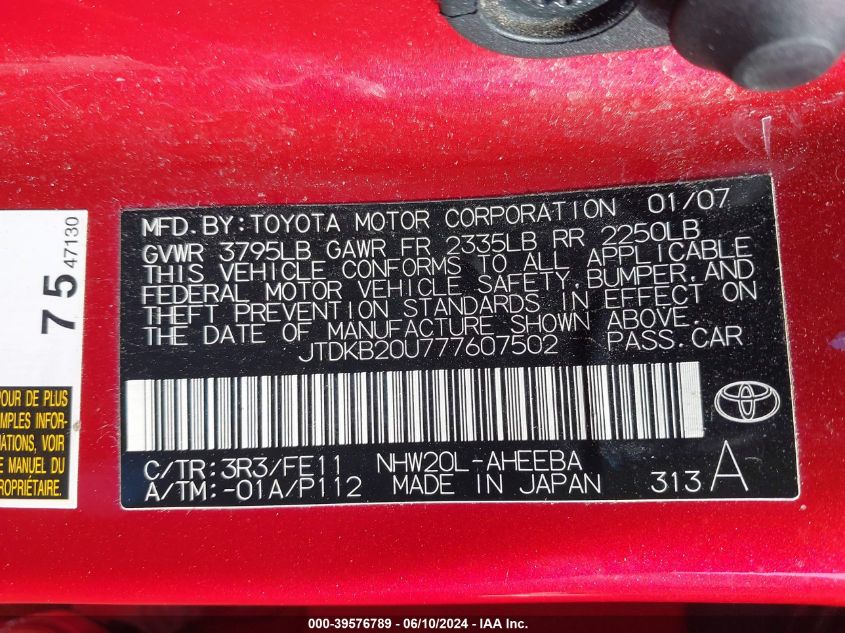 MFD. BY: TOYOTA MOTOR CORPORATION 01/07
GVWR 3795LB GAWR FR 2335LB RR 2250LB
THIS VEHICLE CONFORMS TO ALL APPLICABLE
FEDERAL MOTOR VEHICLE SAFETY, BUMPER, AND
THEFT PREVENTION STANDARDS IN EFFECT ON
THE DATE OF MANUFACTURE SHOWN ABOVE.
JTDKB20U777607502 PASS. CAR
C/TR: 3R3/FE11 NHW20L-AHEEBA
A/TM: -01A/P112 MADE IN JAPAN 313 A
75 47130
POUR DE PLUS
MPLES INFOR-
ATIONS, VOIR
E MANUEL DU
ROPRIÉTAIRE.
000-39576789 - 06/10/2024 - IAA Inc.